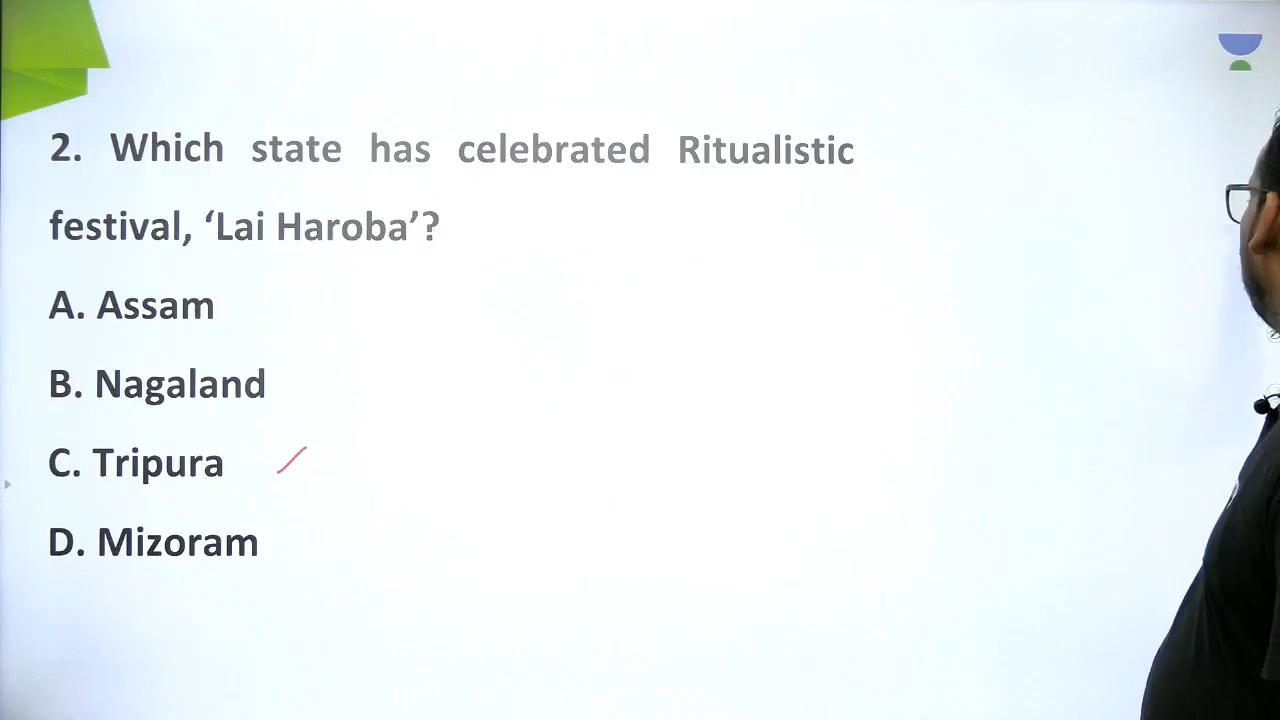 2. Which state has celebrated Ritualistic
festival, ‘Lai Haroba’?
A. Assam
B. Nagaland
C. Tripura
D. Mizoram